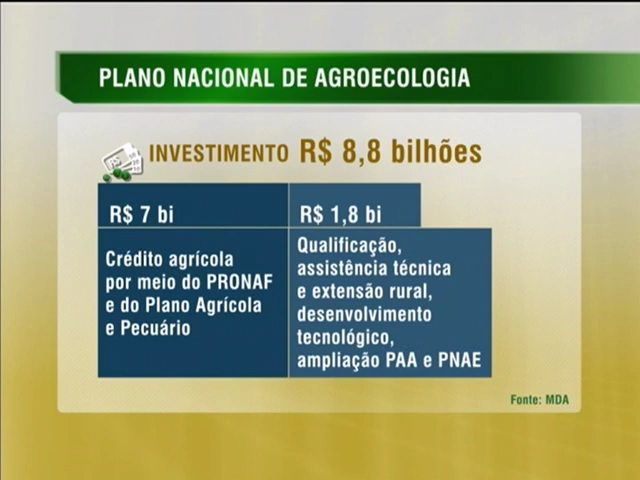 PLANO NACIONAL DE AGROECOLOGIA
INVESTIMENTO R$ 8,8 bilhões
R$ 7 bi
Crédito agrícola
por meio do PRONAF
e do Plano Agrícola
e Pecuário
R$ 1,8 bi
Qualificação,
assistência técnica
e extensão rural,
desenvolvimento
tecnológico,
ampliação PAA e PNAE
Fonte: MDA